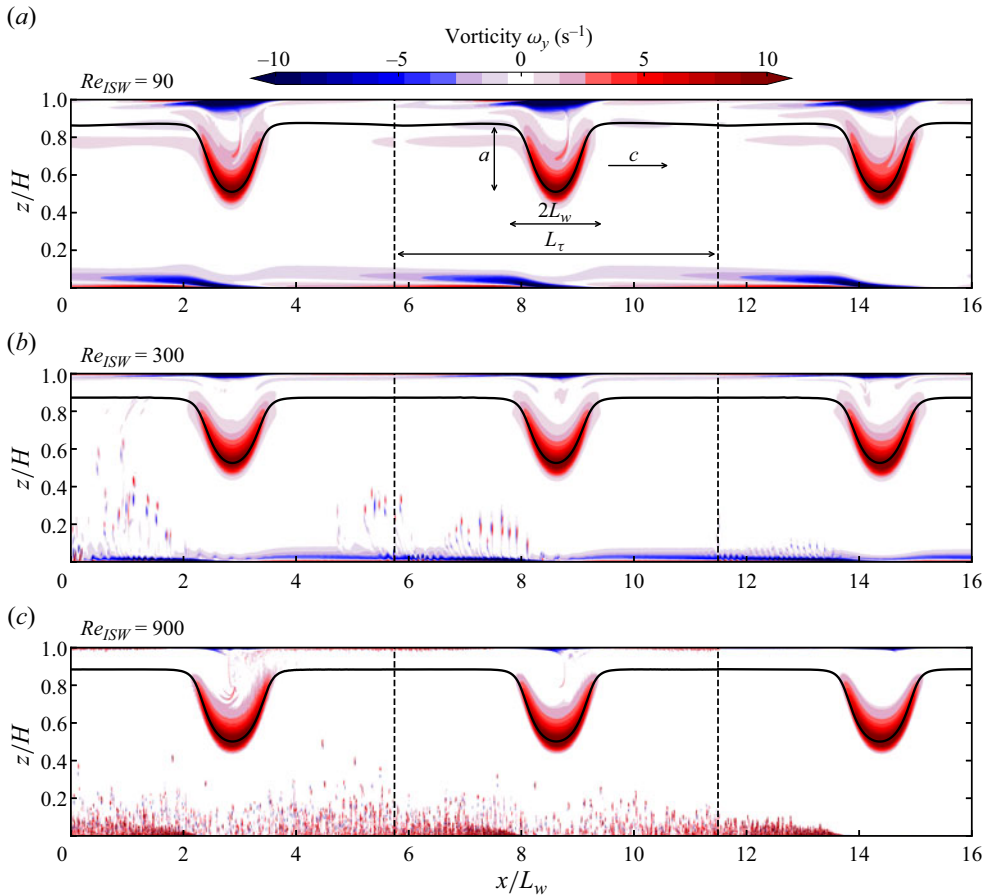 (a)
Vorticity ω_y (s⁻¹)
−10 −5 0 5 10
Re_ISW = 90
1.0
0.8
0.6
0.4
0.2
z/H
a
c
2L_w
L_τ
0 2 4 6 8 10 12 14 16
(b)
Re_ISW = 300
1.0
0.8
0.6
0.4
0.2
z/H
0 2 4 6 8 10 12 14 16
(c)
Re_ISW = 900
1.0
0.8
0.6
0.4
0.2
z/H
0 2 4 6 8 10 12 14 16
x/L_w